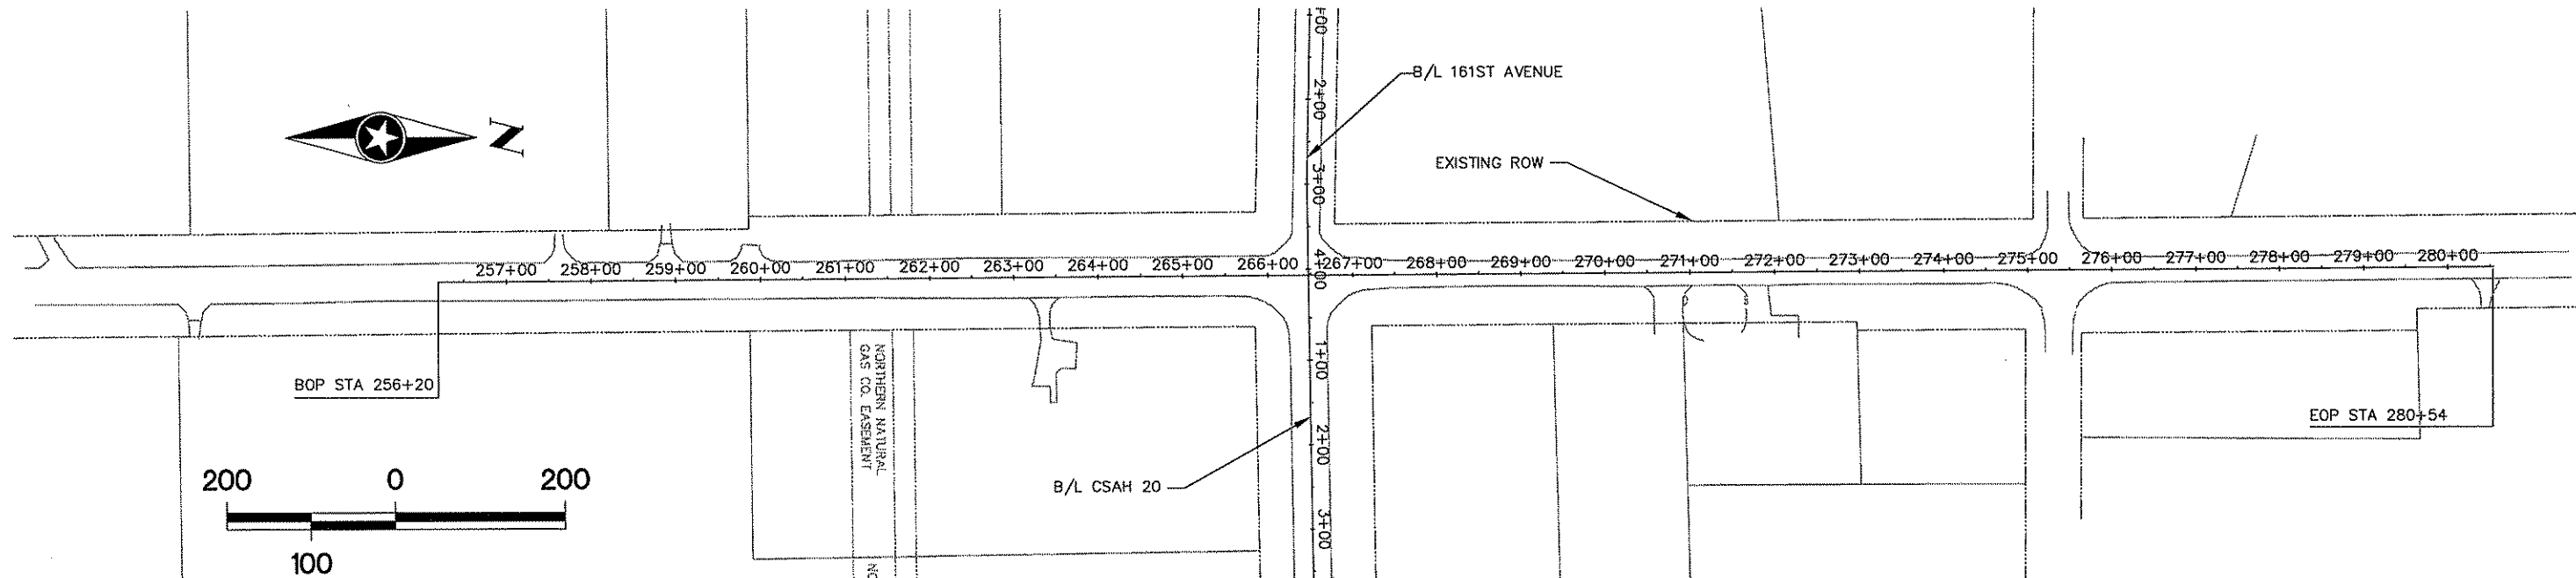 +00
B/L 161ST AVENUE
2+00
N
EXISTING ROW
3+00
257+00 258+00 259+00 260+00 261+00 262+00 263+00 264+00 265+00 266+00 267+00 268+00 269+00 270+00 271+00 272+00 273+00 274+00 275+00 276+00 277+00 278+00 279+00 280+00
4+00
1+00
NORTHERN NATURAL
GAS CO. EASEMENT
BOP STA 256+20
EOP STA 280+54
2+00
B/L CSAH 20
200 0 200
3+00
100
NO